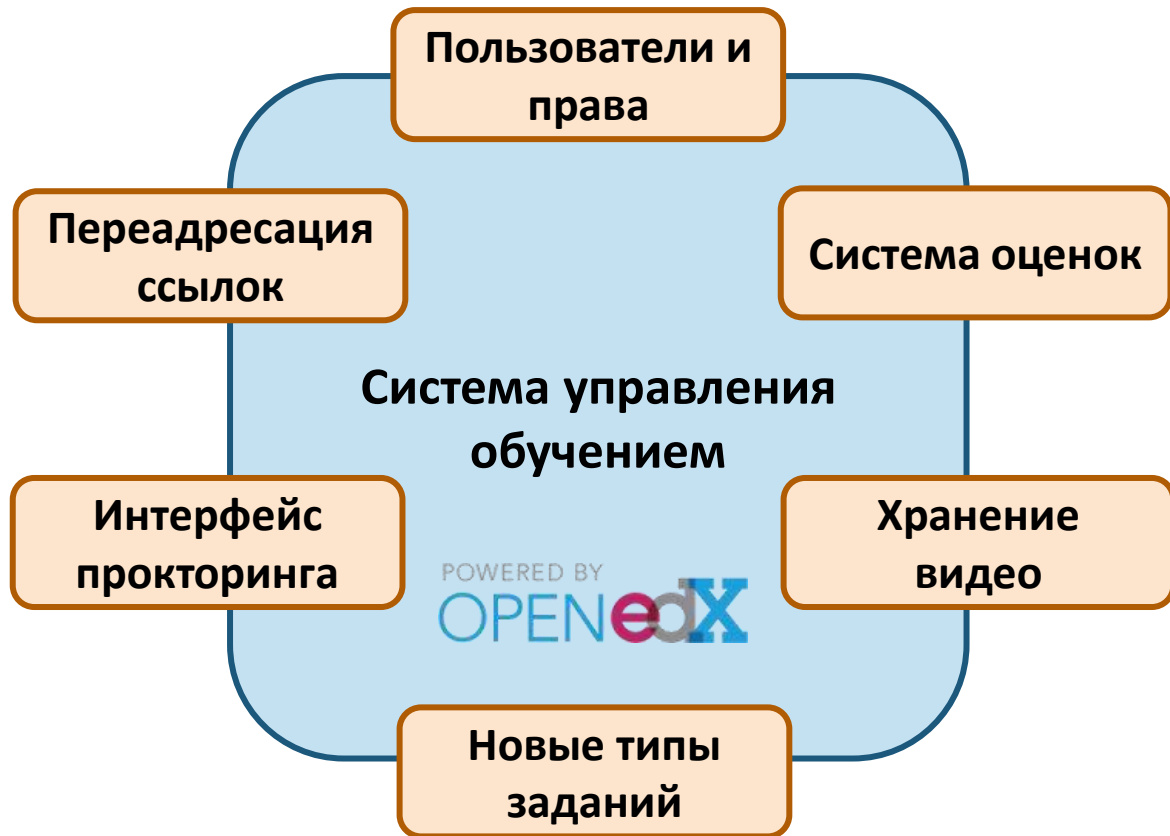 Пользователи и
права
Переадресация
ссылок
Система оценок
Система управления
обучением
Интерфейс
прокторинга
Хранение
видео
POWERED BY
OPENedX
Новые типы
заданий